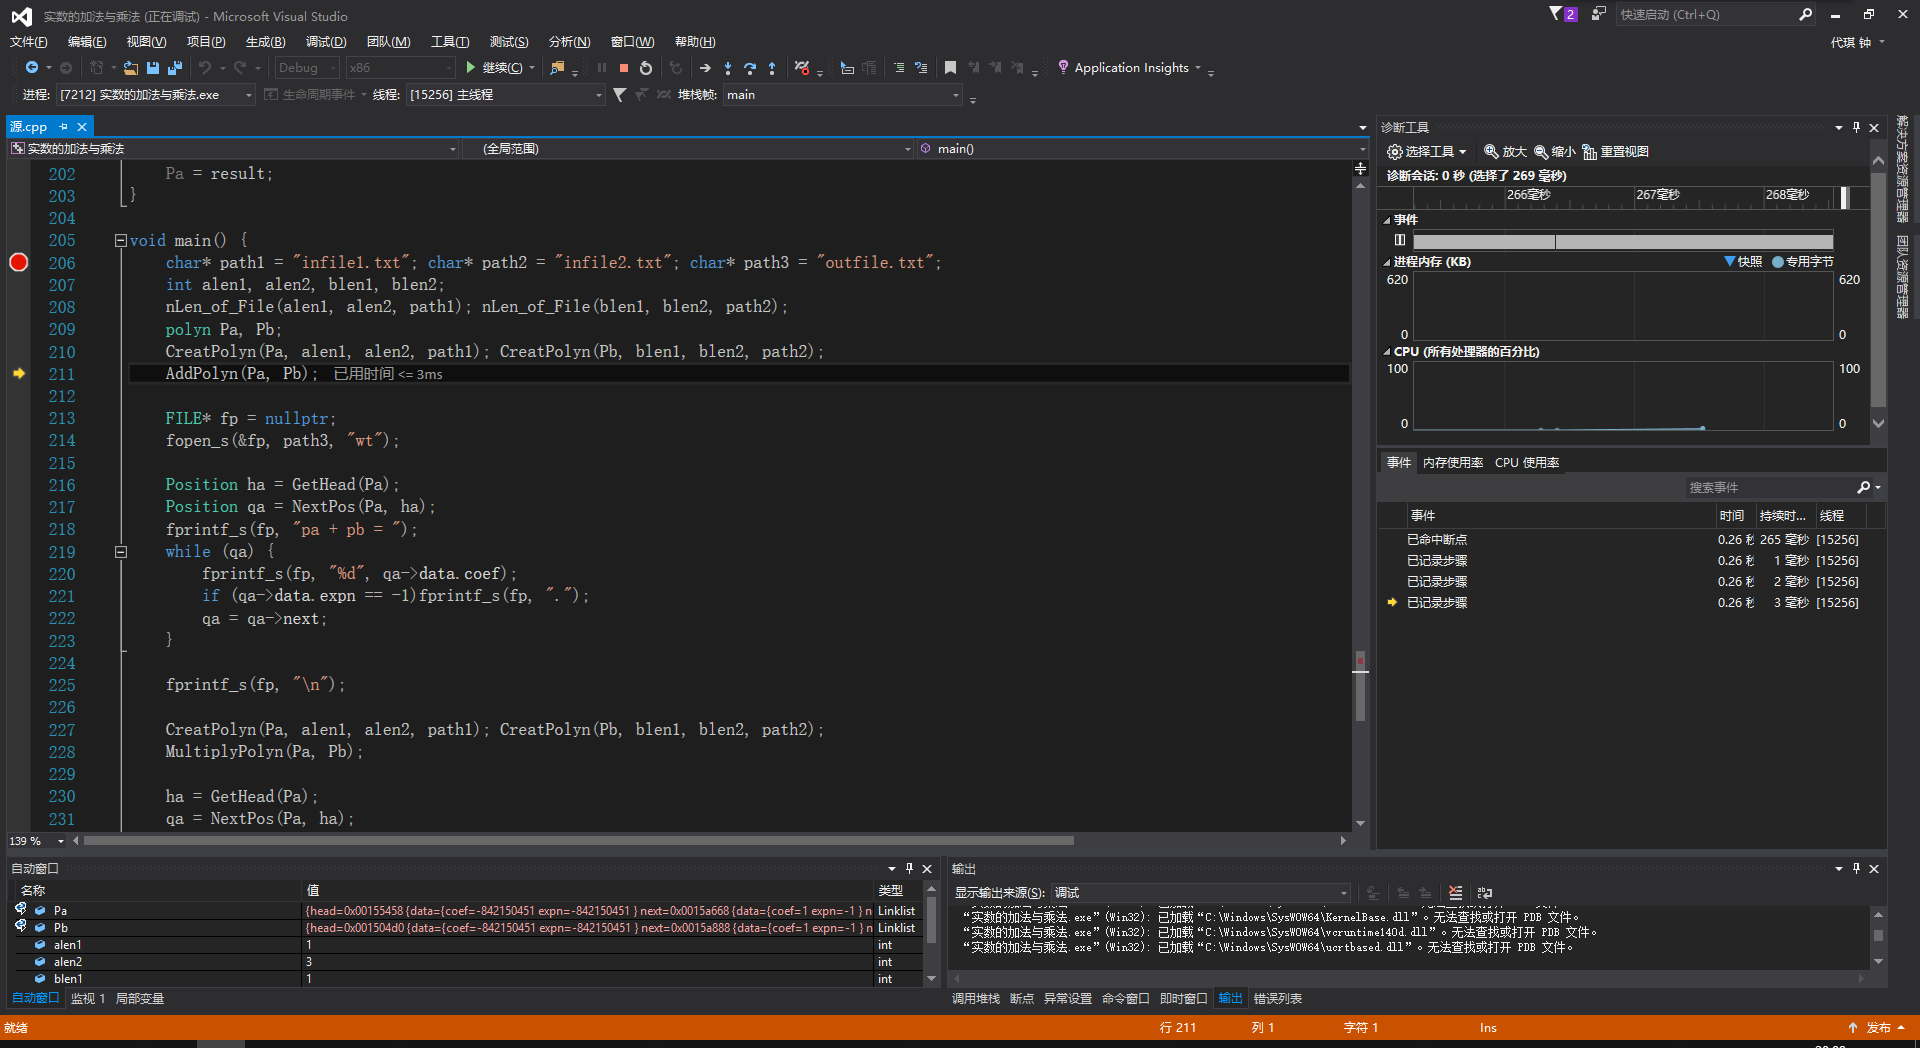 实数的加法与乘法 (正在调试) - Microsoft Visual Studio
2
快速启动 (Ctrl+Q)
文件(F) 编辑(E) 视图(V) 项目(P) 生成(B) 调试(D) 团队(M) 工具(T) 测试(S) 分析(N) 窗口(W) 帮助(H)
代琪 钟
Debug x86 继续(C) Application Insights
进程: [7212] 实数的加法与乘法.exe 生命周期事件 线程: [15256] 主线程 堆栈帧: main
源.cpp
实数的加法与乘法 (全局范围) main()
202 Pa = result;
203 }
204
205 void main() {
206 char* path1 = "infile1.txt"; char* path2 = "infile2.txt"; char* path3 = "outfile.txt";
207 int alen1, alen2, blen1, blen2;
208 nLen_of_File(alen1, alen2, path1); nLen_of_File(blen1, blen2, path2);
209 polyn Pa, Pb;
210 CreatPolyn(Pa, alen1, alen2, path1); CreatPolyn(Pb, blen1, blen2, path2);
211 AddPolyn(Pa, Pb); 已用时间 <= 3ms
212
213 FILE* fp = nullptr;
214 fopen_s(&fp, path3, "wt");
215
216 Position ha = GetHead(Pa);
217 Position qa = NextPos(Pa, ha);
218 fprintf_s(fp, "pa + pb = ");
219 while (qa) {
220 fprintf_s(fp, "%d", qa->data.coef);
221 if (qa->data.expn == -1)fprintf_s(fp, ".");
222 qa = qa->next;
223 }
224
225 fprintf_s(fp, "\n");
226
227 CreatPolyn(Pa, alen1, alen2, path1); CreatPolyn(Pb, blen1, blen2, path2);
228 MultiplyPolyn(Pa, Pb);
229
230 ha = GetHead(Pa);
231 qa = NextPos(Pa, ha);
139 %
诊断工具
选择工具 放大 缩小 重置视图
诊断会话: 0 秒 (选择了 269 毫秒)
266毫秒 267毫秒 268毫秒
事件
进程内存 (KB) 快照 专用字节
620 620
0 0
CPU (所有处理器的百分比)
100 100
0 0
事件 内存使用率 CPU 使用率
搜索事件
事件 时间 持续时... 线程
已命中断点 0.26 秒 265 毫秒 [15256]
已记录步骤 0.26 秒 1 毫秒 [15256]
已记录步骤 0.26 秒 2 毫秒 [15256]
已记录步骤 0.26 秒 3 毫秒 [15256]
解决方案资源管理器
团队资源管理器
自动窗口
名称 值 类型
Pa {head=0x00155458 {data={coef=-842150451 expn=-842150451 } next=0x0015a668 {data={coef=1 expn=-1 } n Linklist
Pb {head=0x001504d0 {data={coef=-842150451 expn=-842150451 } next=0x0015a888 {data={coef=1 expn=-1 } n Linklist
alen1 1 int
alen2 3 int
blen1 1 int
自动窗口 监视 1 局部变量
输出
显示输出来源(S): 调试
“实数的加法与乘法.exe”(Win32): 已加载“C:\Windows\SysWOW64\KernelBase.dll”。无法查找或打开 PDB 文件。
“实数的加法与乘法.exe”(Win32): 已加载“C:\Windows\SysWOW64\vcruntime140d.dll”。无法查找或打开 PDB 文件。
“实数的加法与乘法.exe”(Win32): 已加载“C:\Windows\SysWOW64\ucrtbased.dll”。无法查找或打开 PDB 文件。
调用堆栈 断点 异常设置 命令窗口 即时窗口 输出 错误列表
就绪 行 211 列 1 字符 1 Ins 发布